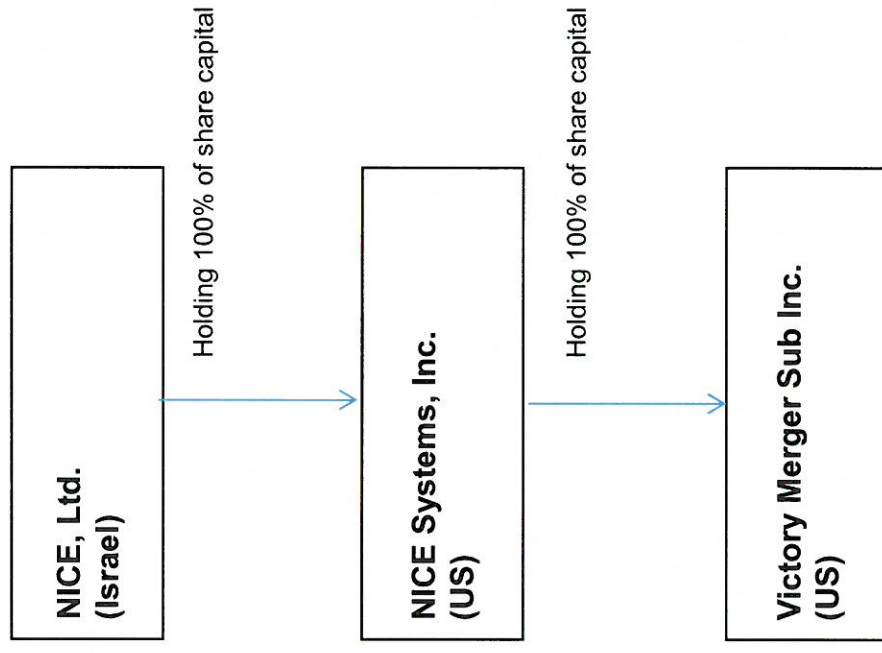 NICE, Ltd.
(Israel)
Holding 100% of share capital
NICE Systems, Inc.
(US)
Holding 100% of share capital
Victory Merger Sub Inc.
(US)